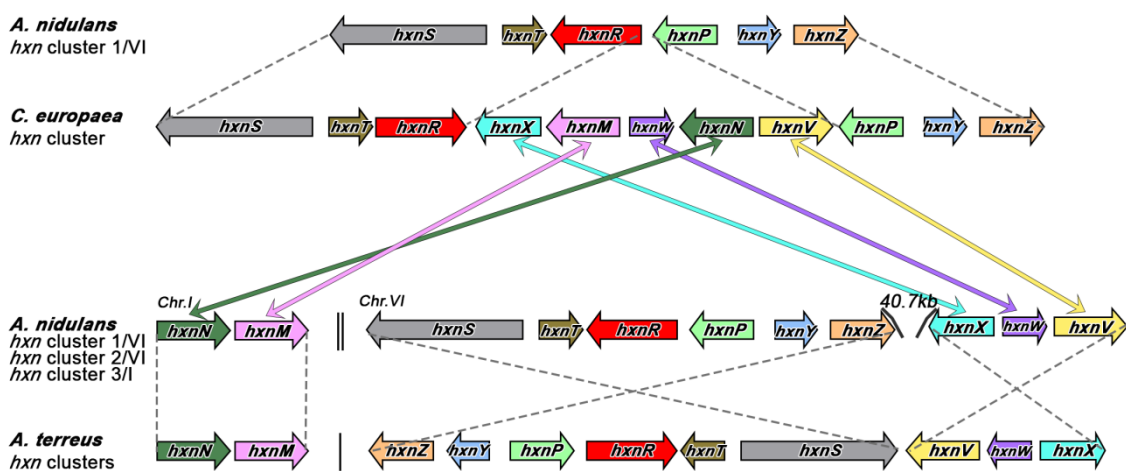 A. nidulans
hxn cluster 1/VI
hxnS hxnT hxnR hxnP hxnY hxnZ
C. europaea
hxn cluster
hxnS hxnT hxnR hxnX hxnM hxnW hxnN hxnV hxnP hxnY hxnZ
Chr.I Chr.VI 40.7kb
A. nidulans
hxn cluster 1/VI
hxn cluster 2/VI
hxn cluster 3/I
hxnN hxnM hxnS hxnT hxnR hxnP hxnY hxnZ hxnX hxnW hxnV
A. terreus
hxn clusters
hxnN hxnM hxnZ hxnY hxnP hxnR hxnT hxnS hxnV hxnW hxnX